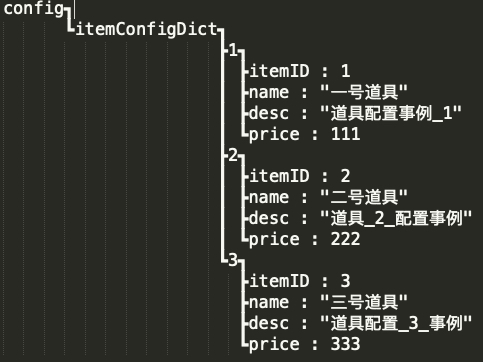 config
itemConfigDict
1
itemID : 1
name : "一号道具"
desc : "道具配置事例_1"
price : 111
2
itemID : 2
name : "二号道具"
desc : "道具_2_配置事例"
price : 222
3
itemID : 3
name : "三号道具"
desc : "道具配置_3_事例"
price : 333